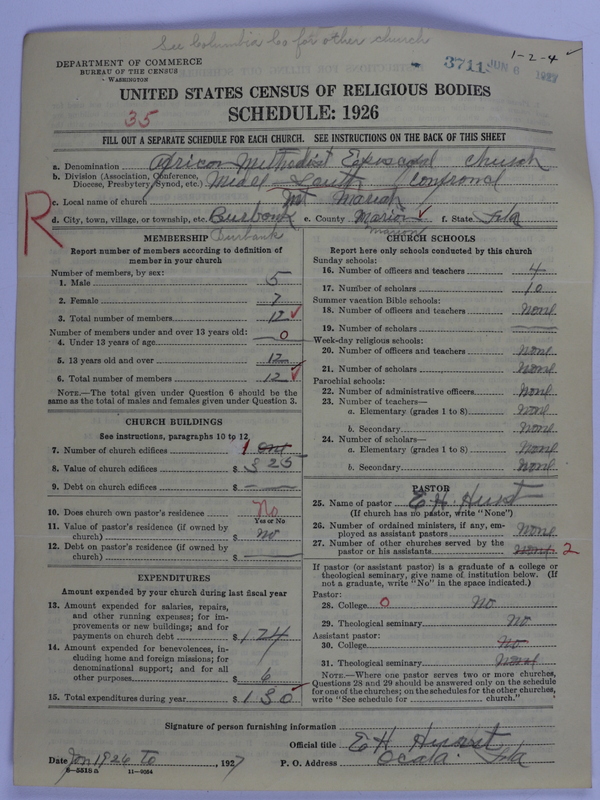 See Columbia Co for other church
1-2-4 ✓
3711
JUN 6 1927
DEPARTMENT OF COMMERCE
BUREAU OF THE CENSUS
WASHINGTON
UNITED STATES CENSUS OF RELIGIOUS BODIES
35
SCHEDULE: 1926
FILL OUT A SEPARATE SCHEDULE FOR EACH CHURCH. SEE INSTRUCTIONS ON THE BACK OF THIS SHEET
a. Denomination African Methodist Episcopal church
b. Division (Association, Conference, Diocese, Presbytery, Synod, etc.) Midel South
c. Local name of church Mt Mariah
R
d. City, town, village, or township, etc. Burbank e. County Marion ✓ f. State Fla
Burbank Marion
MEMBERSHIP
Report number of members according to definition of member in your church
Number of members, by sex:
1. Male 5
2. Female 7
3. Total number of members 12 ✓
Number of members under and over 13 years old:
4. Under 13 years of age 0
5. 13 years old and over 12
6. Total number of members 12 ✓
NOTE.—The total given under Question 6 should be the same as the total of males and females given under Question 3.
CHURCH BUILDINGS
See instructions, paragraphs 10 to 12
7. Number of church edifices 1 One
8. Value of church edifices $ 325
9. Debt on church edifices $ —
10. Does church own pastor's residence No
Yes or No
11. Value of pastor's residence (if owned by church) $ No
12. Debt on pastor's residence (if owned by church) $ —
EXPENDITURES
Amount expended by your church during last fiscal year
13. Amount expended for salaries, repairs, and other running expenses; for improvements or new buildings; and for payments on church debt $ 124
14. Amount expended for benevolences, including home and foreign missions; for denominational support; and for all other purposes $ 6
15. Total expenditures during year $ 130 ✓
CHURCH SCHOOLS
Report here only schools conducted by this church
Sunday schools:
16. Number of officers and teachers 4
17. Number of scholars 10
Summer vacation Bible schools:
18. Number of officers and teachers None
19. Number of scholars —
Week-day religious schools:
20. Number of officers and teachers None
21. Number of scholars None
Parochial schools:
22. Number of administrative officers None
23. Number of teachers—
a. Elementary (grades 1 to 8) None
b. Secondary None
24. Number of scholars—
a. Elementary (grades 1 to 8) None
b. Secondary None
PASTOR
25. Name of pastor E H Hurst
(If church has no pastor, write "None")
26. Number of ordained ministers, if any, employed as assistant pastors None
27. Number of other churches served by the pastor or his assistants None 2
If pastor (or assistant pastor) is a graduate of a college or theological seminary, give name of institution below. (If not a graduate, write "No" in the space indicated.)
Pastor:
28. College 0 No
29. Theological seminary No
Assistant pastor:
30. College No
31. Theological seminary None
NOTE.—Where one pastor serves two or more churches, Questions 28 and 29 should be answered only on the schedule for one of the churches; on the schedules for the other churches, write "See schedule for ........ church."
Signature of person furnishing information
Official title E H Hurst
Date Jan 1926 to 1927 P. O. Address Ocala. Fla
8—5515 a 11—9054